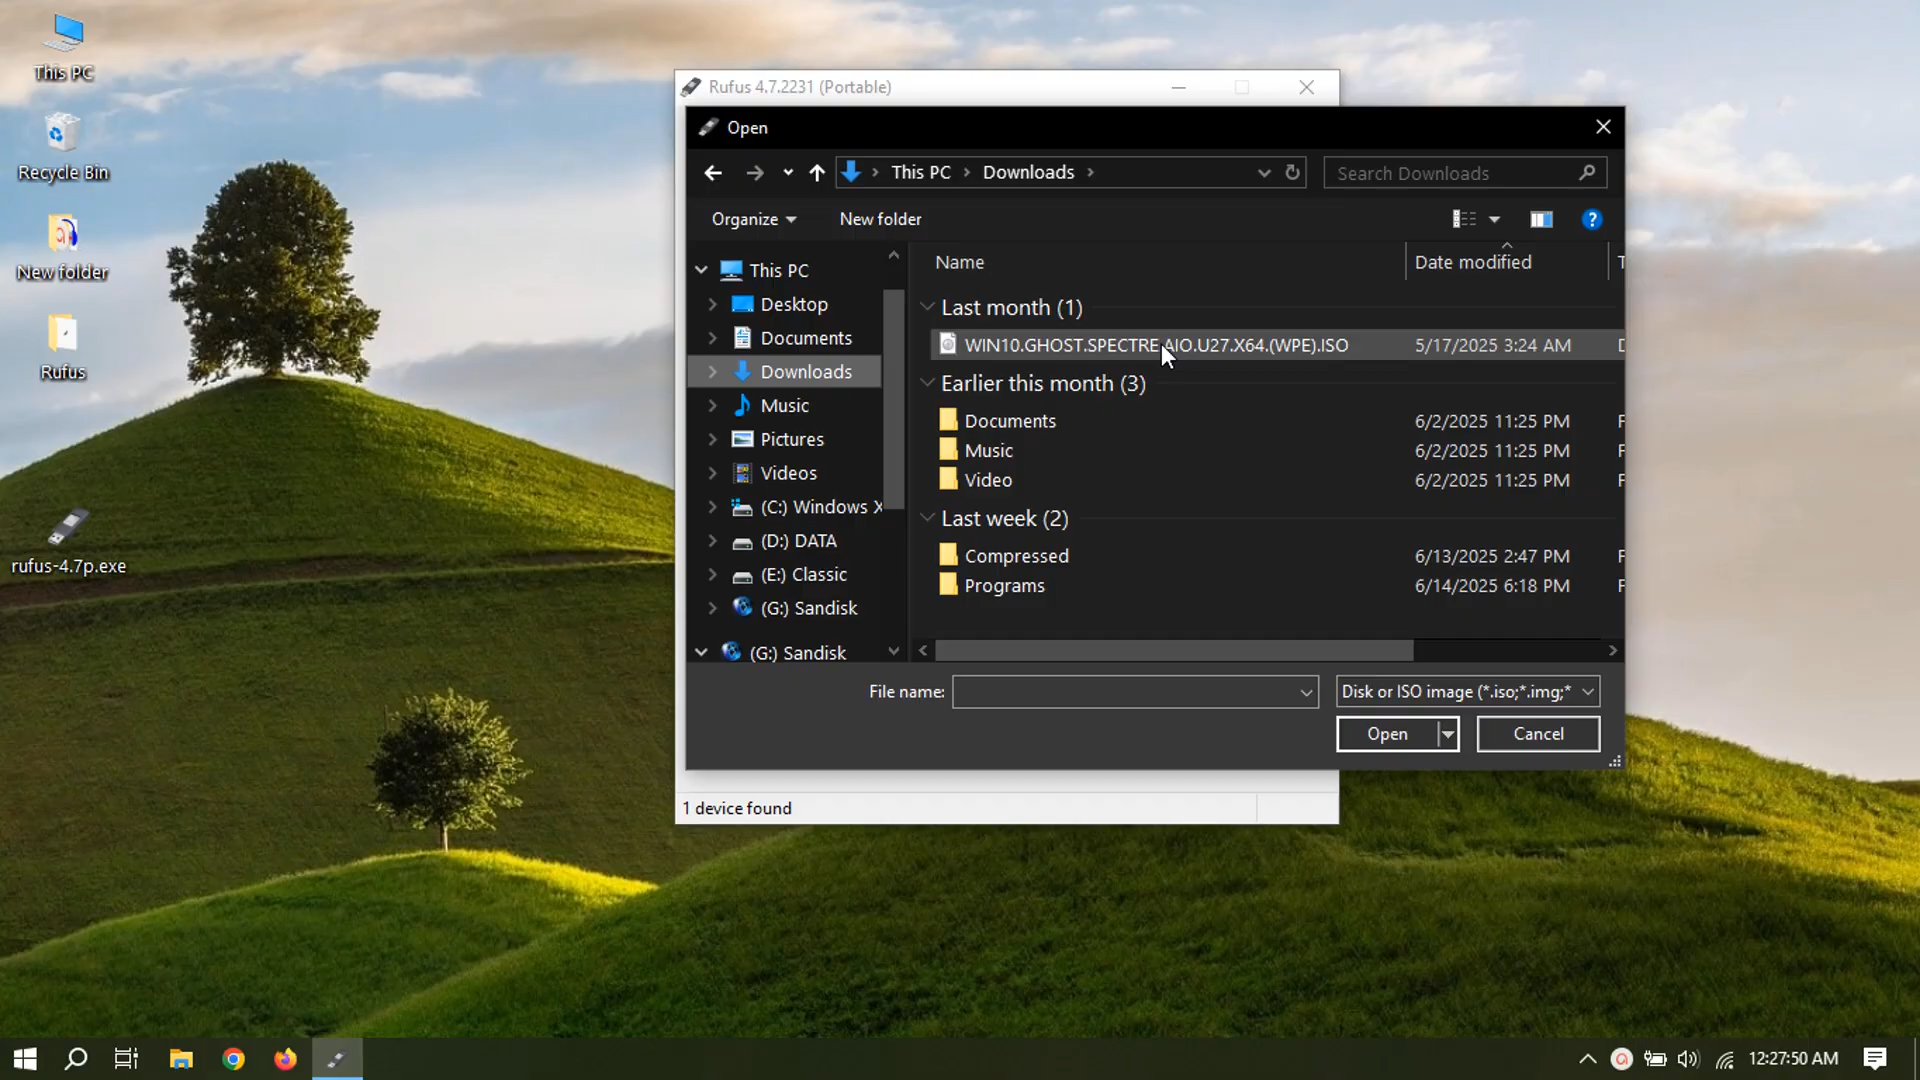 This PC
Recycle Bin
New folder
Rufus
rufus-4.7p.exe
Rufus 4.7.2231 (Portable)
Open
This PC > Downloads >
Search Downloads
Organize
New folder
This PC
Desktop
Documents
Downloads
Music
Pictures
Videos
(C:) Windows X
(D:) DATA
(E:) Classic
(G:) Sandisk
(G:) Sandisk
Name Date modified T
Last month (1)
WIN10.GHOST.SPECTRE.AIO.U27.X64.(WPE).ISO 5/17/2025 3:24 AM D
Earlier this month (3)
Documents 6/2/2025 11:25 PM F
Music 6/2/2025 11:25 PM F
Video 6/2/2025 11:25 PM F
Last week (2)
Compressed 6/13/2025 2:47 PM F
Programs 6/14/2025 6:18 PM F
File name:
Disk or ISO image (*.iso;*.img;*
Open
Cancel
1 device found
12:27:50 AM